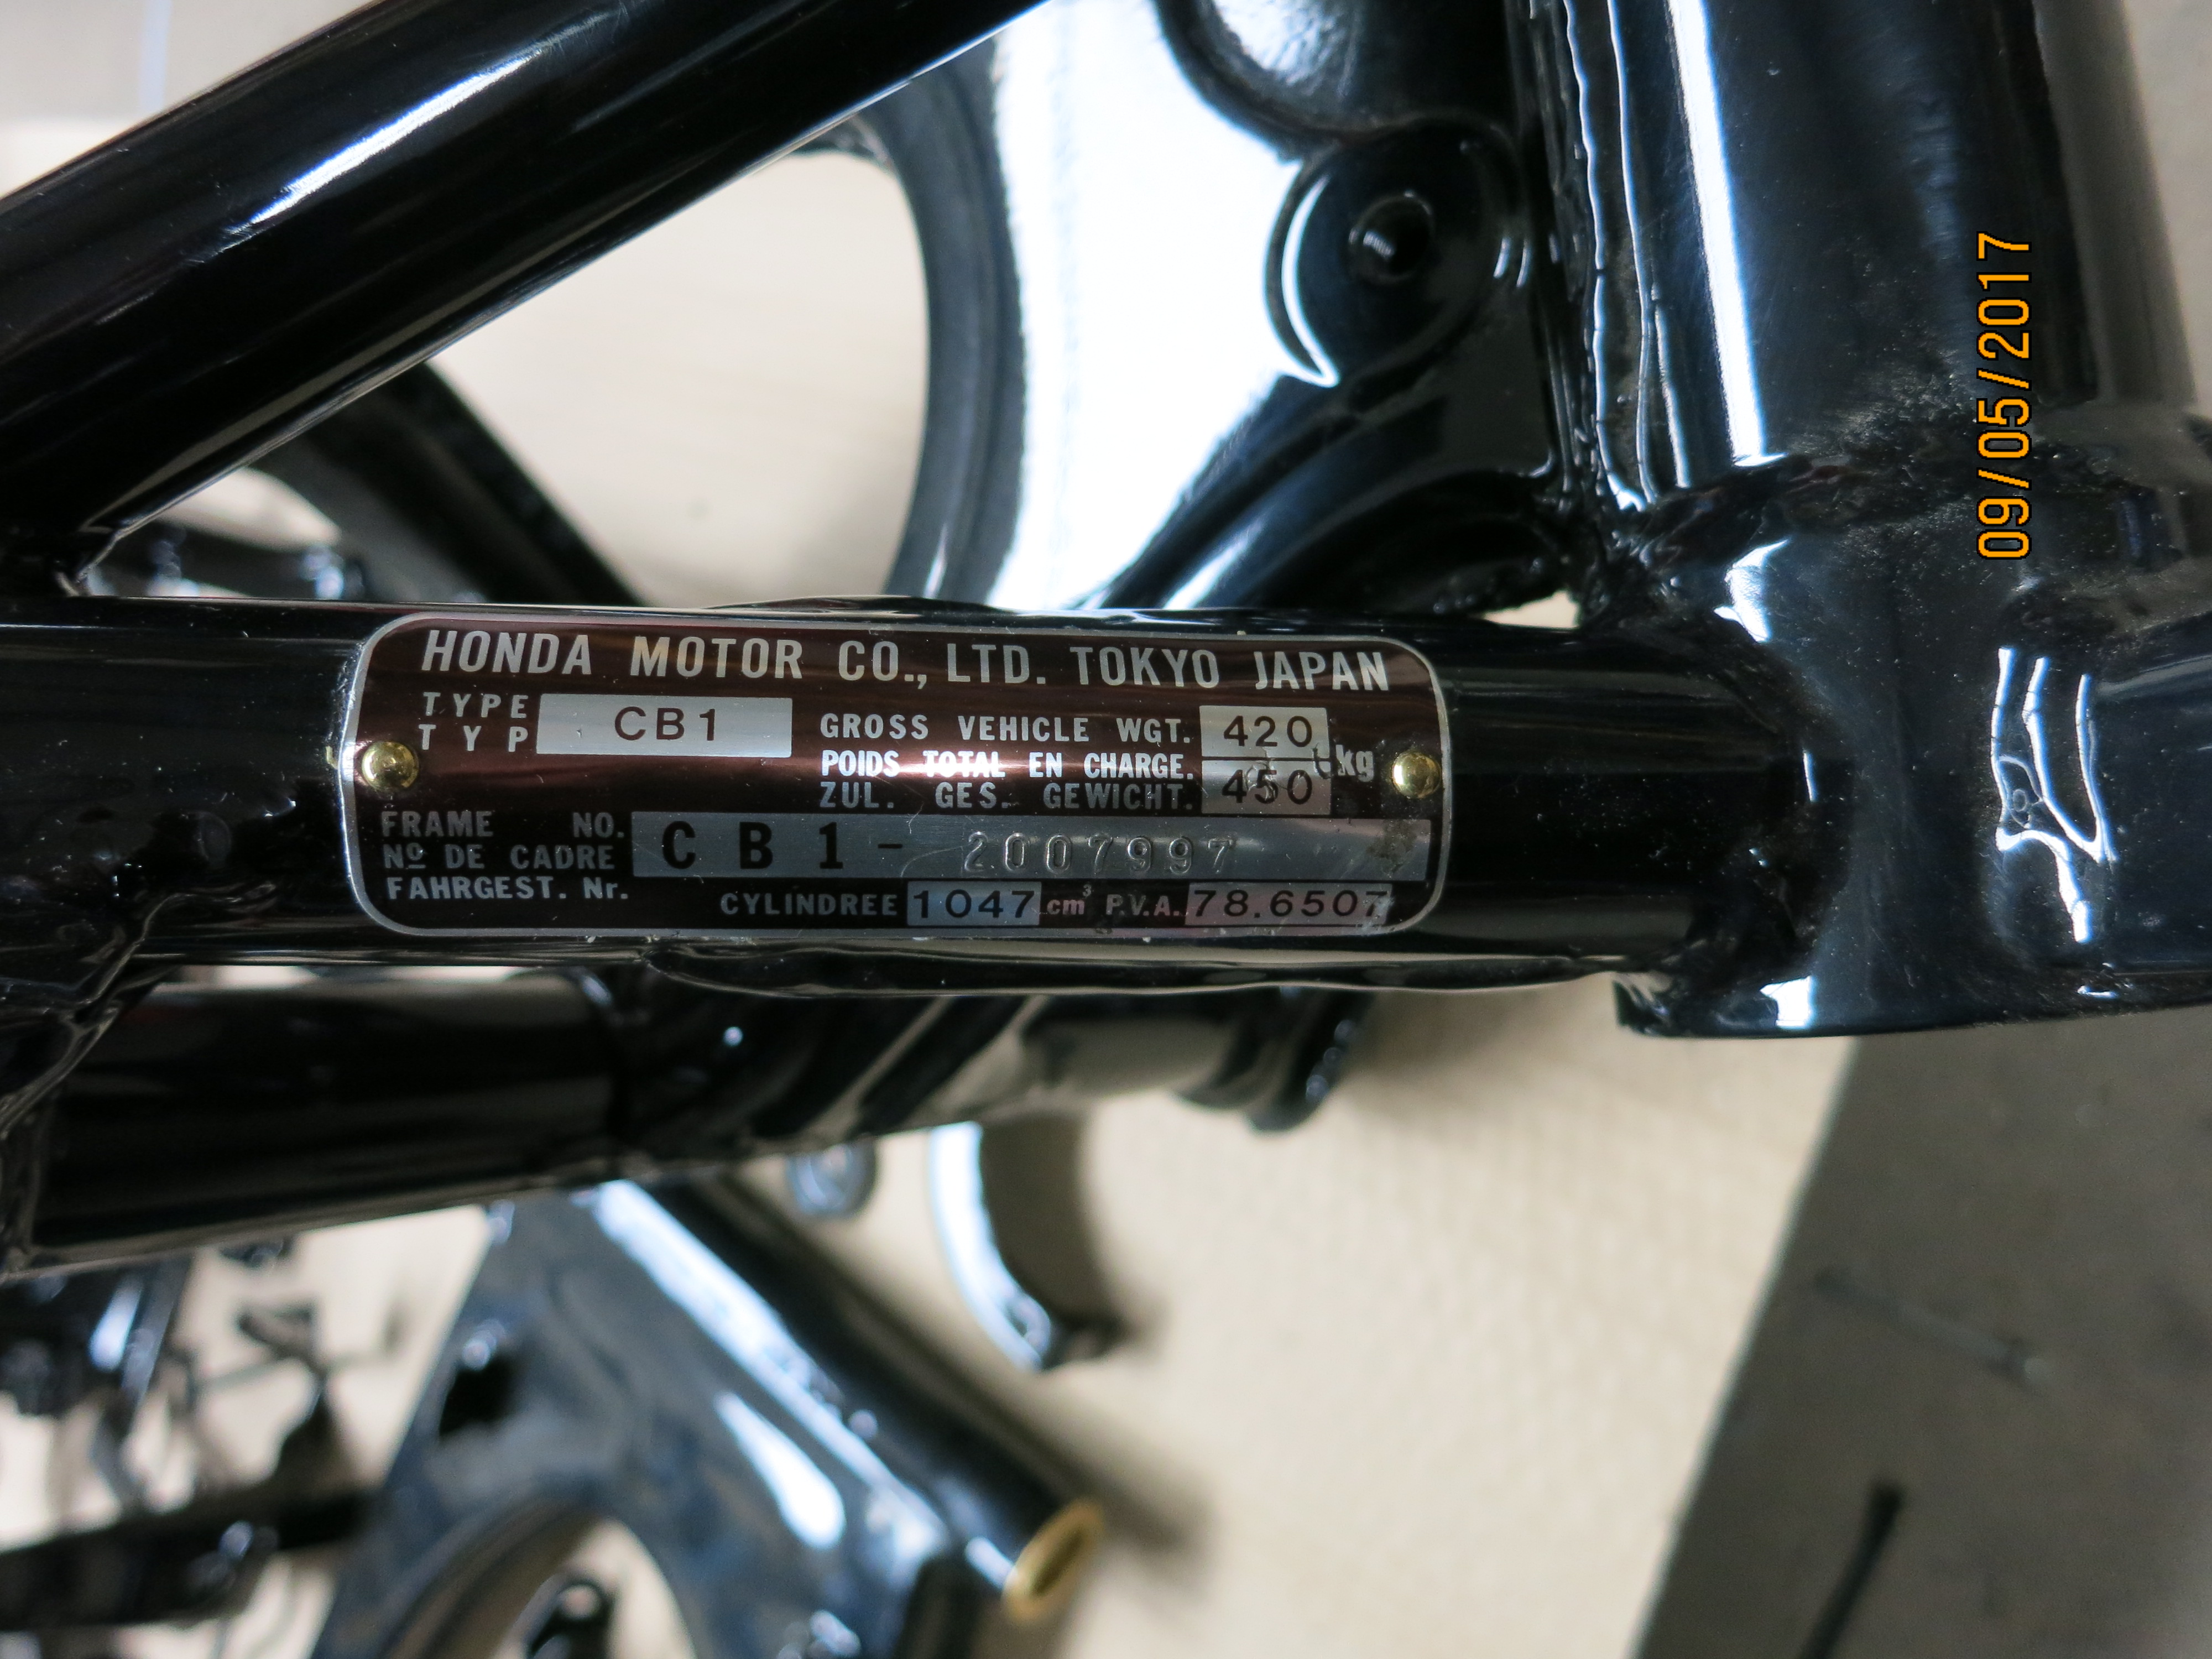 HONDA MOTOR CO., LTD. TOKYO JAPAN
TYPE
TYP
CB1
GROSS VEHICLE WGT.
POIDS TOTAL EN CHARGE.
ZUL. GES. GEWICHT.
420
450
kg
FRAME NO.
Nº DE CADRE
FAHRGEST. Nr.
CB1- 2007997
CYLINDREE 1047 cm³ P.V.A. 78.6507
09/05/2017